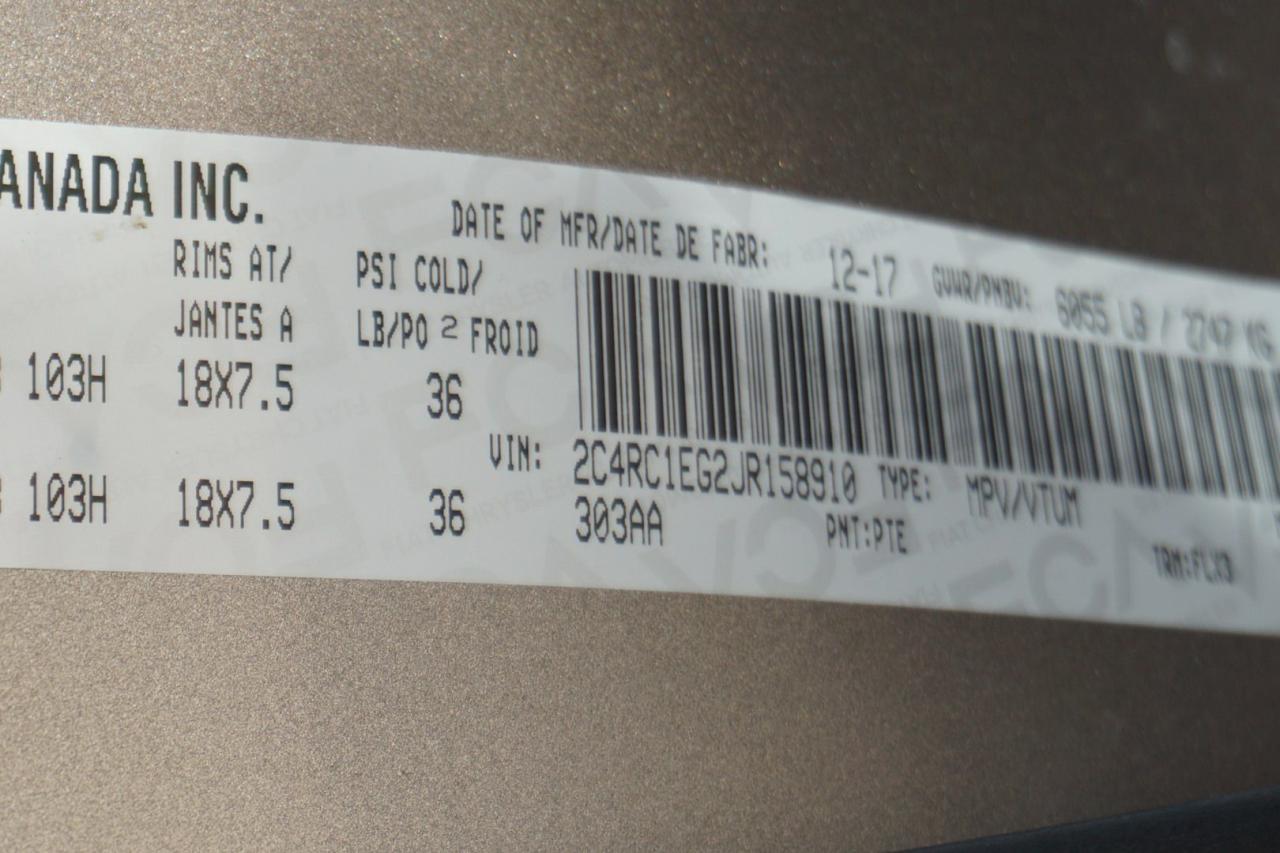 ANADA INC.
DATE OF MFR/DATE DE FABR: 12-17 GVWR/PNBV: 6055 LB / 2747 KG
RIMS AT/
JANTES A
PSI COLD/
LB/PO 2 FROID
103H 18X7.5 36
VIN: 2C4RC1EG2JR158910 TYPE: MPV/VTUM
103H 18X7.5 36
303AA PNT:PTE TRM:FLX3